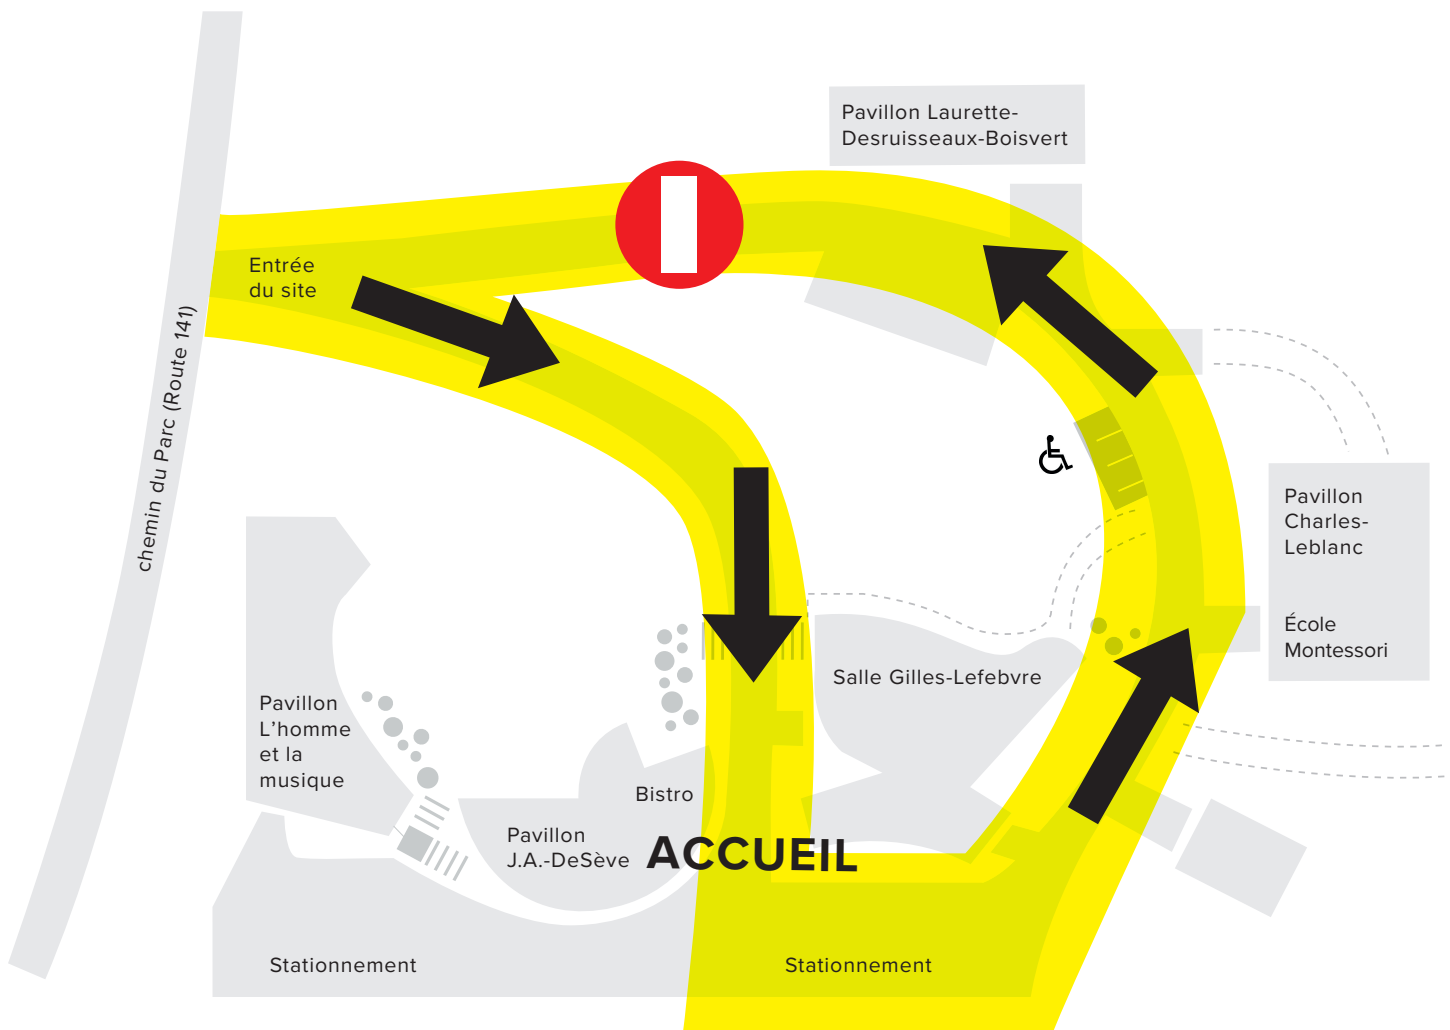 Pavillon Laurette-
Desruisseaux-Boisvert
Entrée
du site
chemin du Parc (Route 141)
Pavillon
Charles-
Leblanc
École
Montessori
Salle Gilles-Lefebvre
Pavillon
L'homme
et la
musique
Bistro
Pavillon
J.A.-DeSève
ACCUEIL
Stationnement
Stationnement